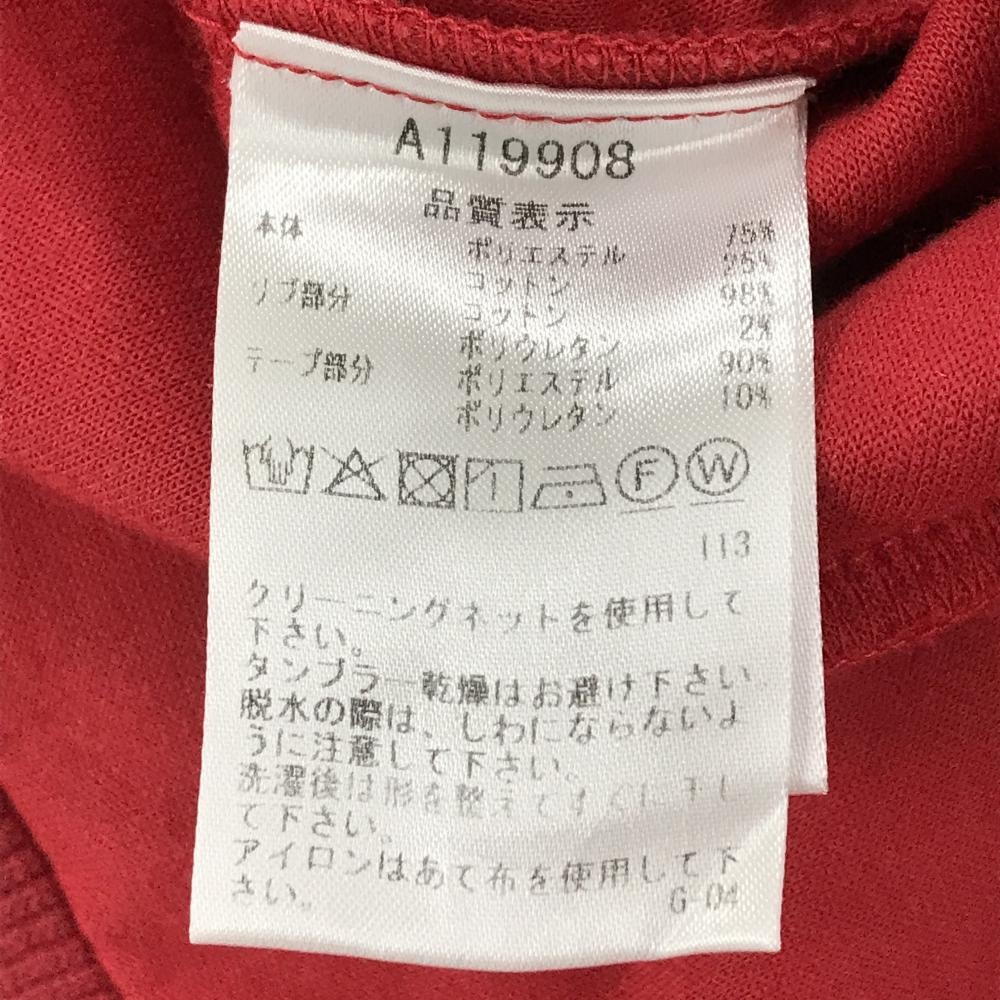 A119908
品質表示
本体 ポリエステル 75%
コットン 25%
リブ部分 コットン 98%
ポリウレタン 2%
テープ部分 ポリエステル 90%
ポリウレタン 10%
F W
113
クリーニングネットを使用して
下さい。
タンブラー乾燥はお避け下さい
脱水の際は、しわにならないよ
うに注意して下さい。
洗濯後は形を整えてすぐに干し
て下さい。
アイロンはあて布を使用して下
さい。
G-04